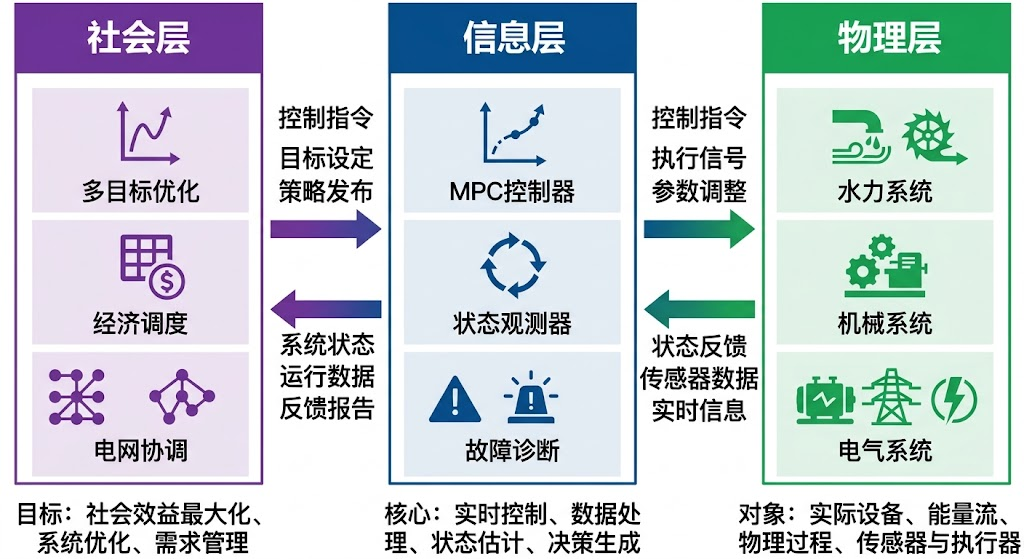 社会层
多目标优化
经济调度
$
电网协调
目标：社会效益最大化、
系统优化、需求管理
控制指令
目标设定
策略发布
系统状态
运行数据
反馈报告
信息层
MPC控制器
状态观测器
故障诊断
核心：实时控制、数据处
理、状态估计、决策生成
控制指令
执行信号
参数调整
状态反馈
传感器数据
实时信息
物理层
水力系统
机械系统
电气系统
对象：实际设备、能量流、
物理过程、传感器与执行器